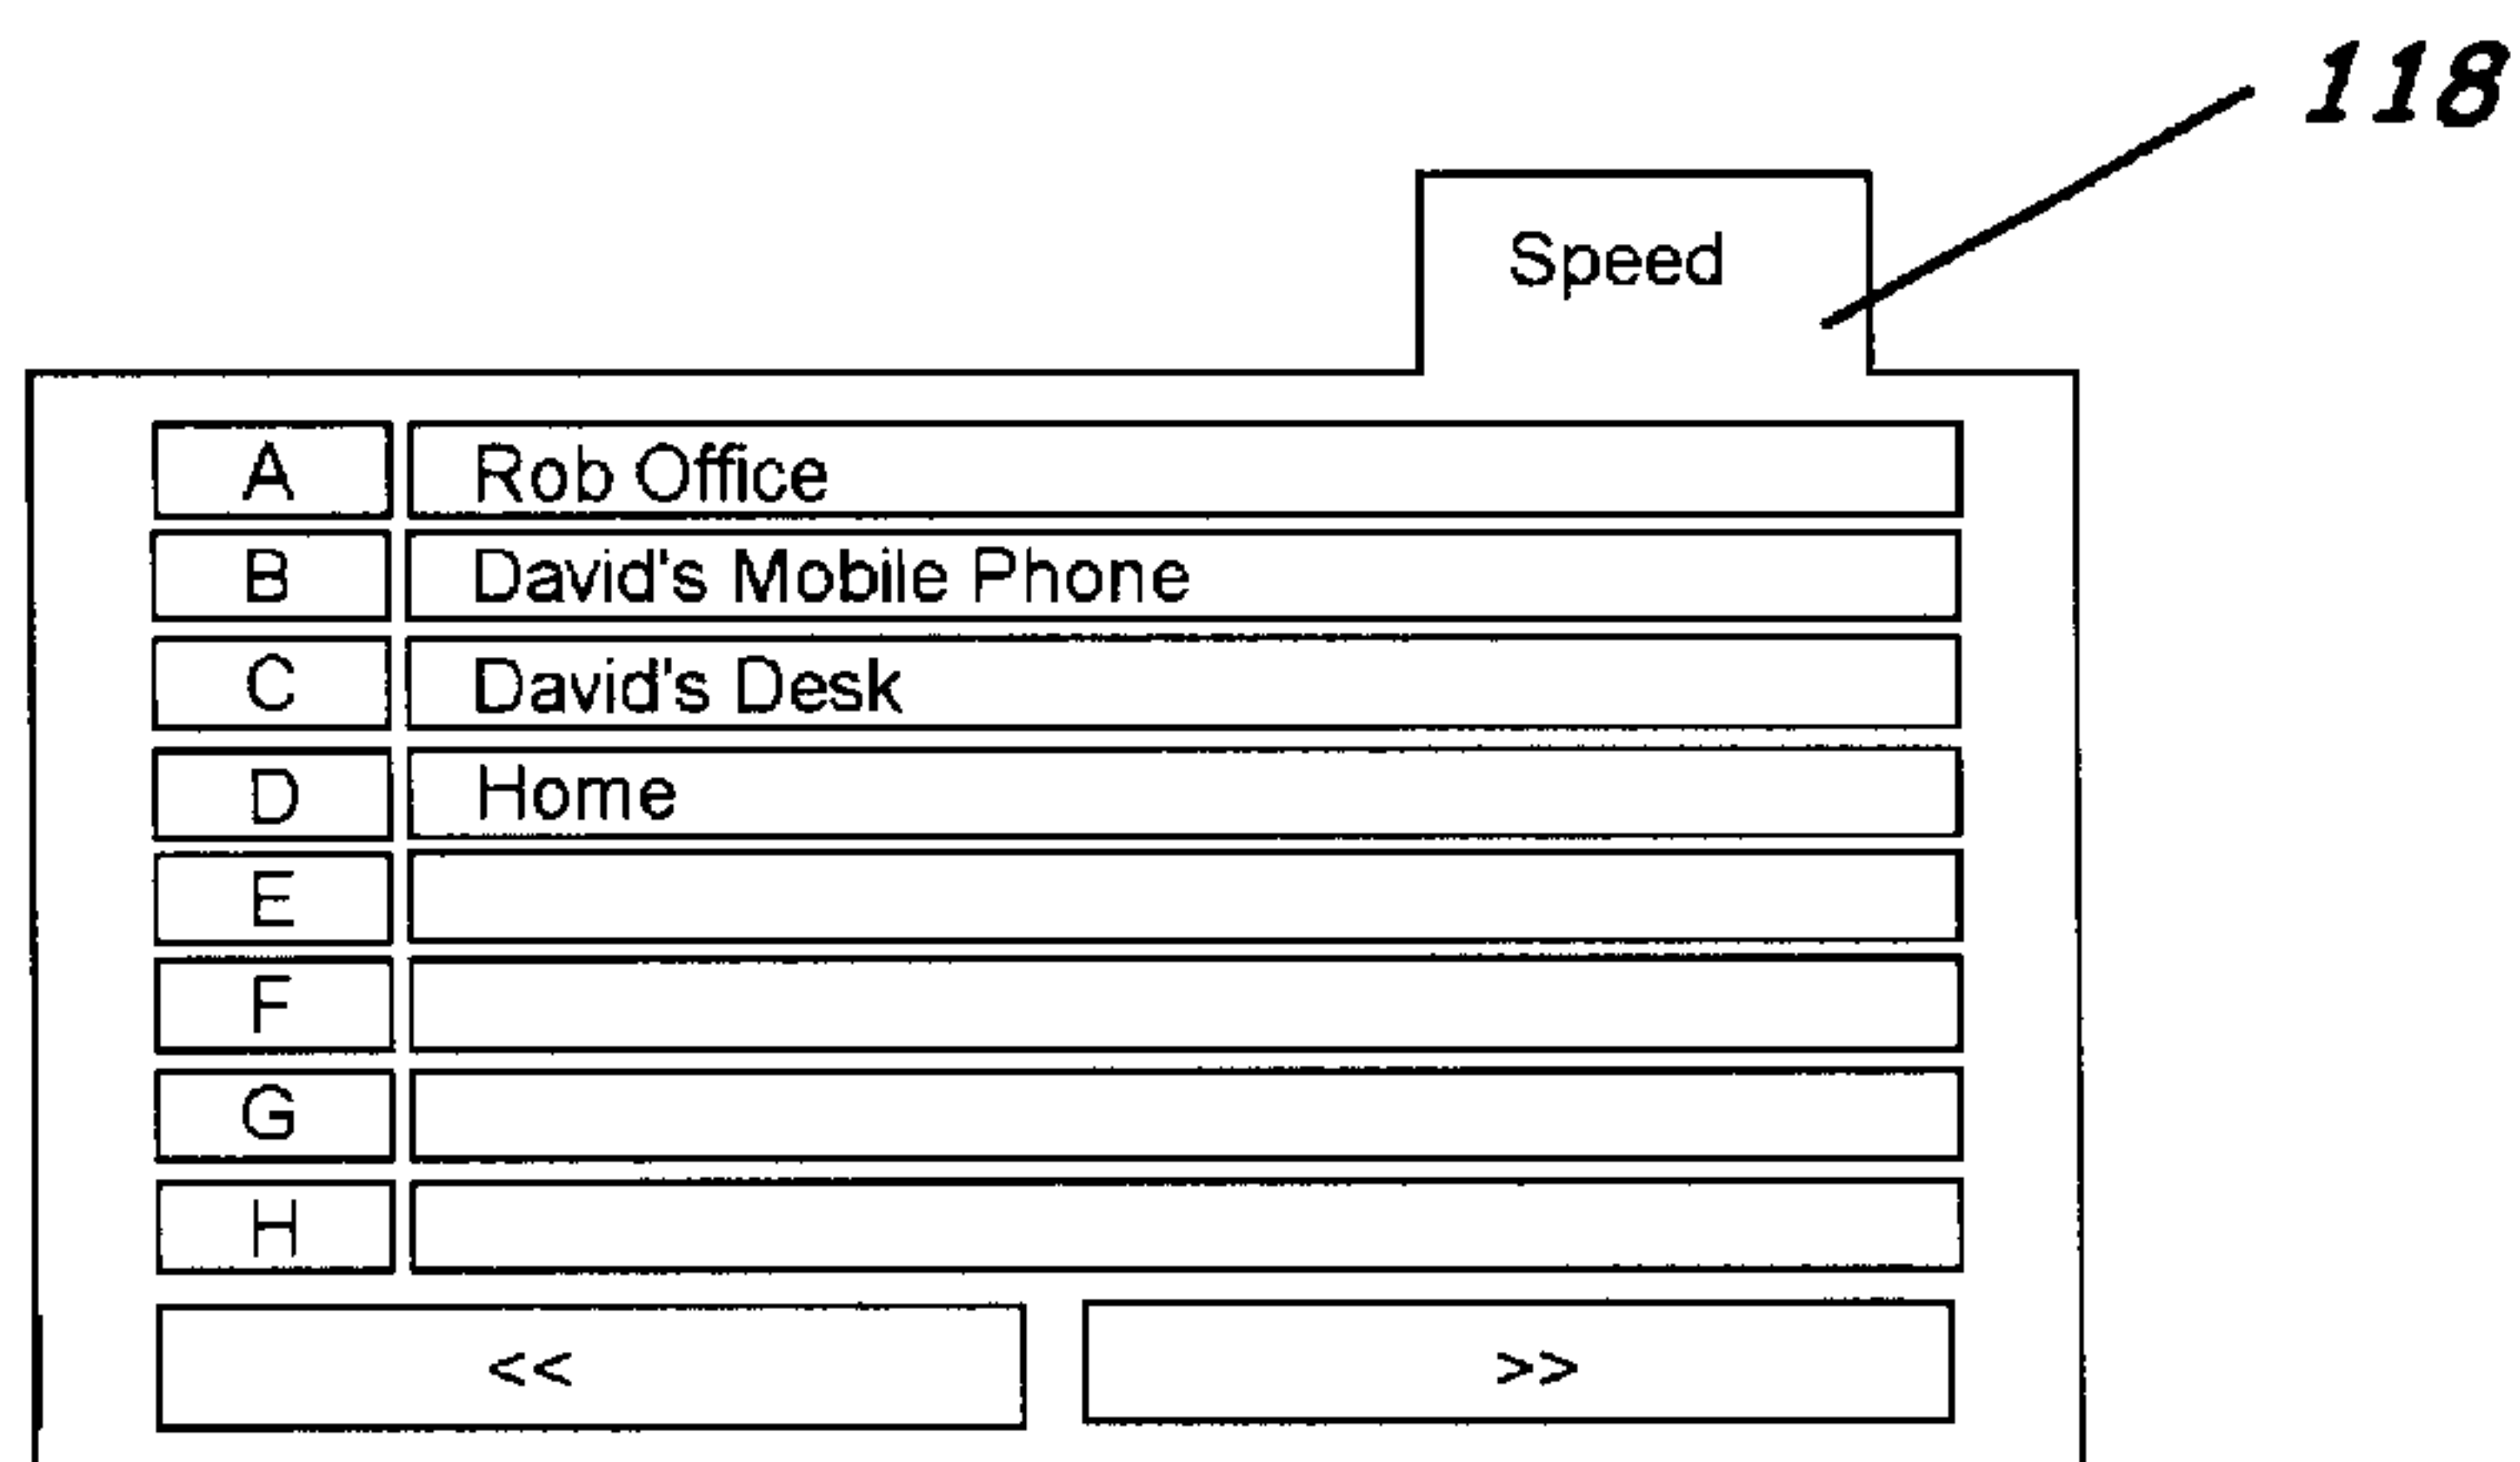 118
Speed
A Rob Office
B David's Mobile Phone
C David's Desk
D Home
E
F
G
H
<< >>